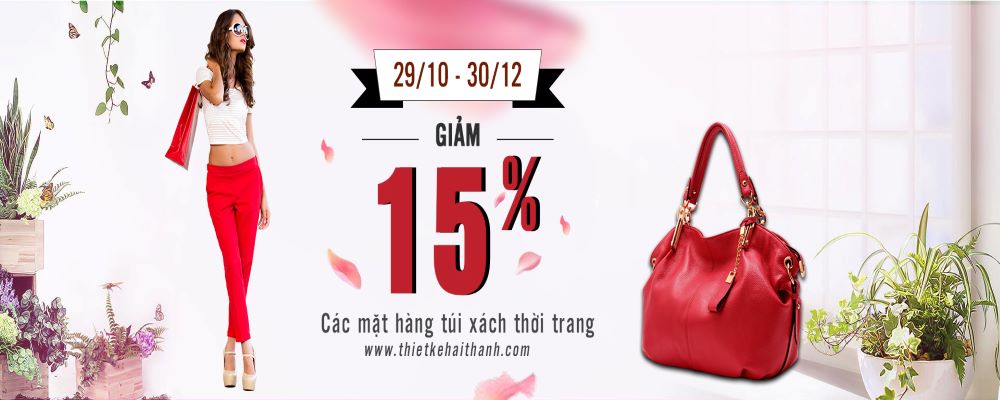 29/10 - 30/12
GIẢM
15%
Các mặt hàng túi xách thời trang
www.thietkehaithanh.com